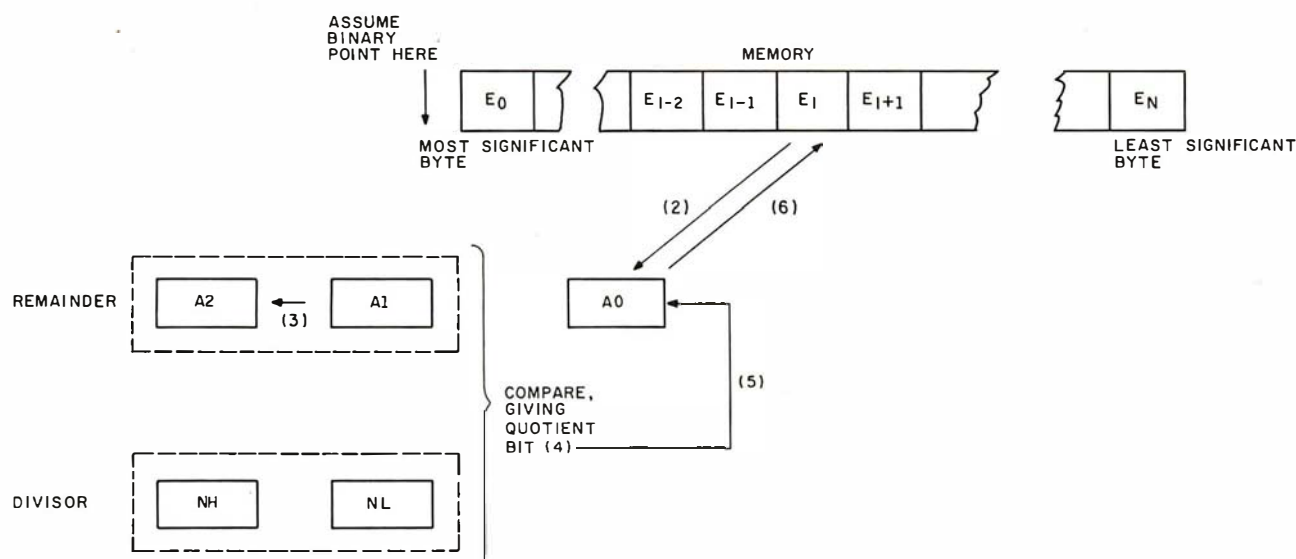 ASSUME
BINARY
POINT HERE
MEMORY
E0 EI-2 EI-1 EI EI+1 EN
MOST SIGNIFICANT
BYTE
LEAST SIGNIFICANT
BYTE
(2) (6)
REMAINDER A2 (3) A1 A0
(5)
COMPARE,
GIVING
QUOTIENT
BIT (4)
DIVISOR NH NL